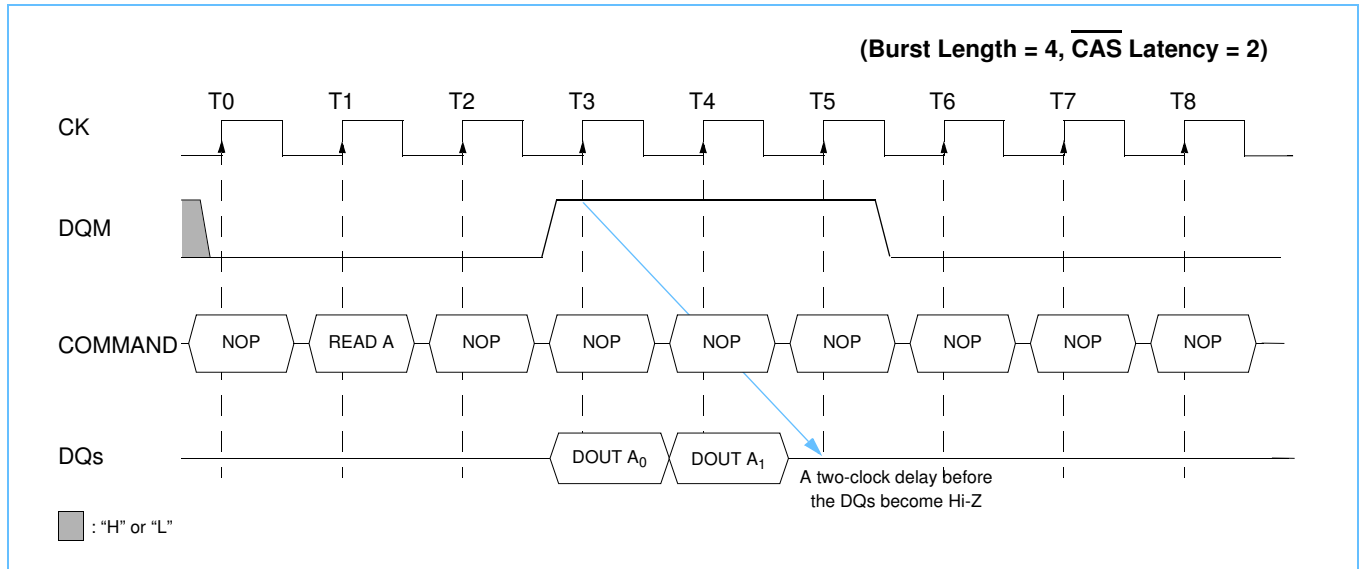 (Burst Length = 4, CAS Latency = 2)
T0 T1 T2 T3 T4 T5 T6 T7 T8
CK
DQM
COMMAND NOP READ A NOP NOP NOP NOP NOP NOP NOP
DQs DOUT A0 DOUT A1
A two-clock delay before
the DQs become Hi-Z
: “H” or “L”